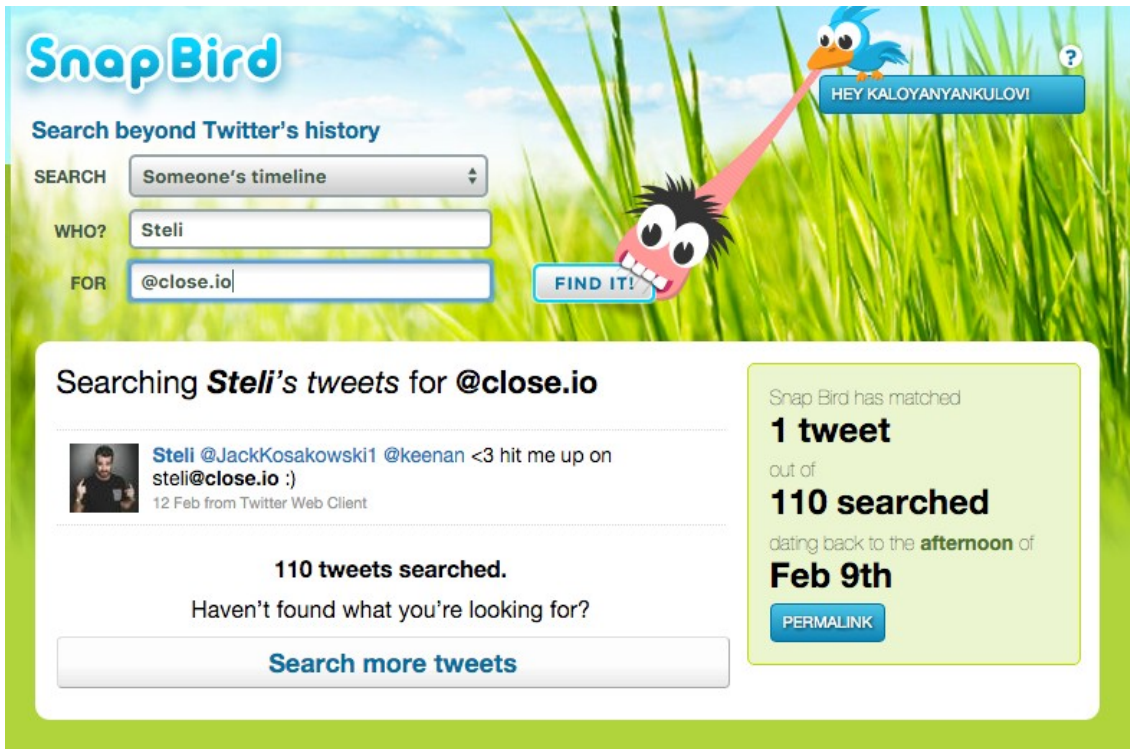 Snap Bird
?
HEY KALOYANYANKULOV!
Search beyond Twitter's history
SEARCH Someone's timeline
WHO? Steli
FOR @close.io
FIND IT!
Searching Steli's tweets for @close.io
Steli @JackKosakowski1 @keenan <3 hit me up on
steli@close.io :)
12 Feb from Twitter Web Client
110 tweets searched.
Haven't found what you're looking for?
Search more tweets
Snap Bird has matched
1 tweet
out of
110 searched
dating back to the afternoon of
Feb 9th
PERMALINK